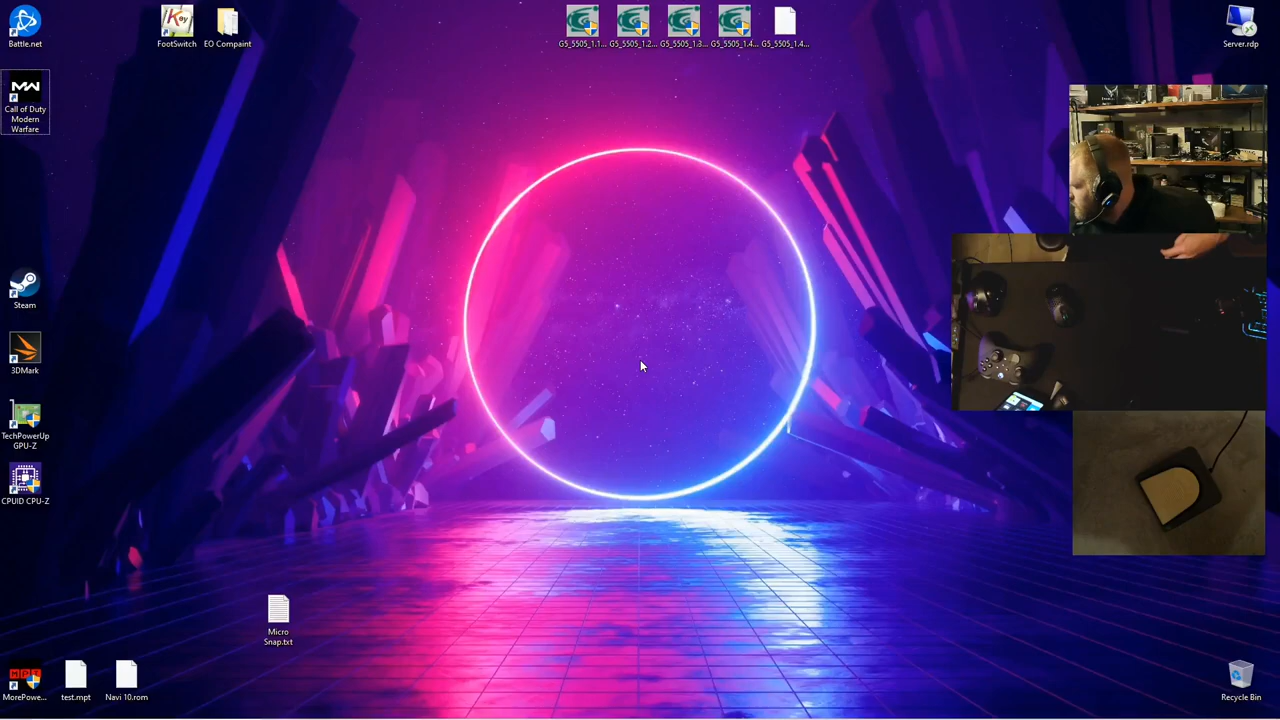 Battle.net
FootSwitch
EO Compaint
G5_5505_1.1...
G5_5505_1.2...
G5_5505_1.3...
G5_5505_1.4...
G5_5505_1.4...
Server.rdp
Call of Duty
Modern
Warfare
Steam
3DMark
TechPowerUp
GPU-Z
CPUID CPU-Z
Micro
Snap.txt
MorePowe...
test.mpt
Navi 10.rom
Recycle Bin